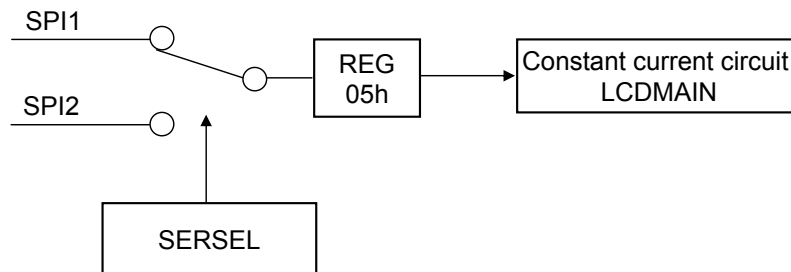 SPI1
REG
05h
Constant current circuit
LCDMAIN
SPI2
SERSEL